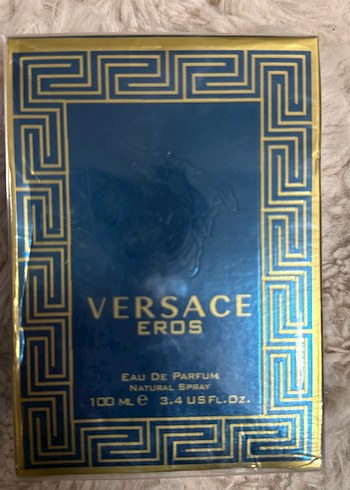 VERSACE
EROS
EAU DE PARFUM
NATURAL SPRAY
100 ML e 3.4 US FL.OZ.